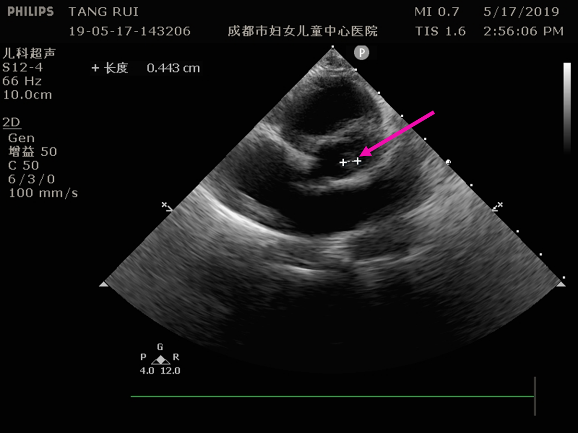 PHILIPS TANG RUI MI 0.7 5/17/2019
19-05-17-143206 成都市妇女儿童中心医院 TIS 1.6 2:56:06 PM
儿科超声
S12-4
66 Hz
10.0cm
+ 长度 0.443 cm
P
2D
Gen
增益 50
C 50
6/3/0
100 mm/s
x
x
G
P R
4.0 12.0